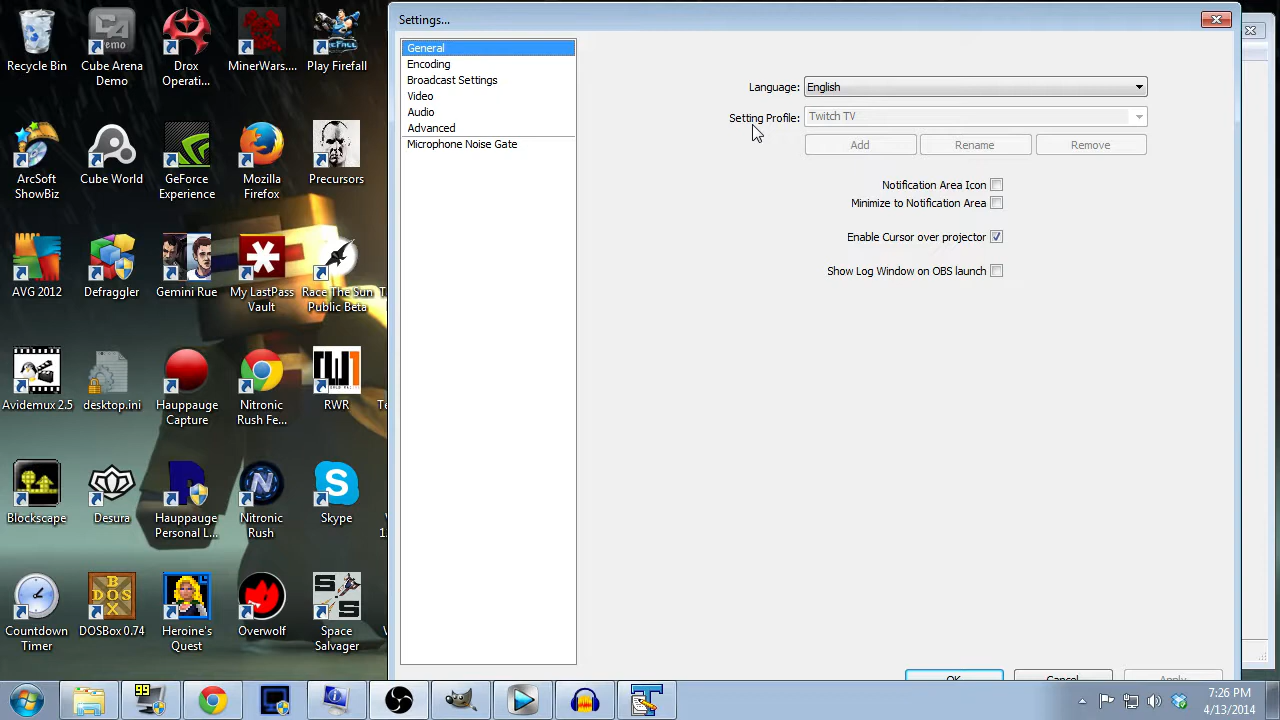 Settings...
General
Encoding
Broadcast Settings
Video
Audio
Advanced
Microphone Noise Gate
Language:
English
Setting Profile:
Twitch TV
Add
Rename
Remove
Notification Area Icon
Minimize to Notification Area
Enable Cursor over projector
Show Log Window on OBS launch
OK
Cancel
Apply
Recycle Bin
Cube Arena
Demo
Drox
Operati...
MinerWars....
Play Firefall
ArcSoft
ShowBiz
Cube World
GeForce
Experience
Mozilla
Firefox
Precursors
AVG 2012
Defraggler
Gemini Rue
My LastPass
Vault
Race The Sun
Public Beta
Avidemux 2.5
desktop.ini
Hauppauge
Capture
Nitronic
Rush Fe...
RWR
Blockscape
Desura
Hauppauge
Personal L...
Nitronic
Rush
Skype
Countdown
Timer
DOSBox 0.74
Heroine's
Quest
Overwolf
Space
Salvager
99
7:26 PM
4/13/2014